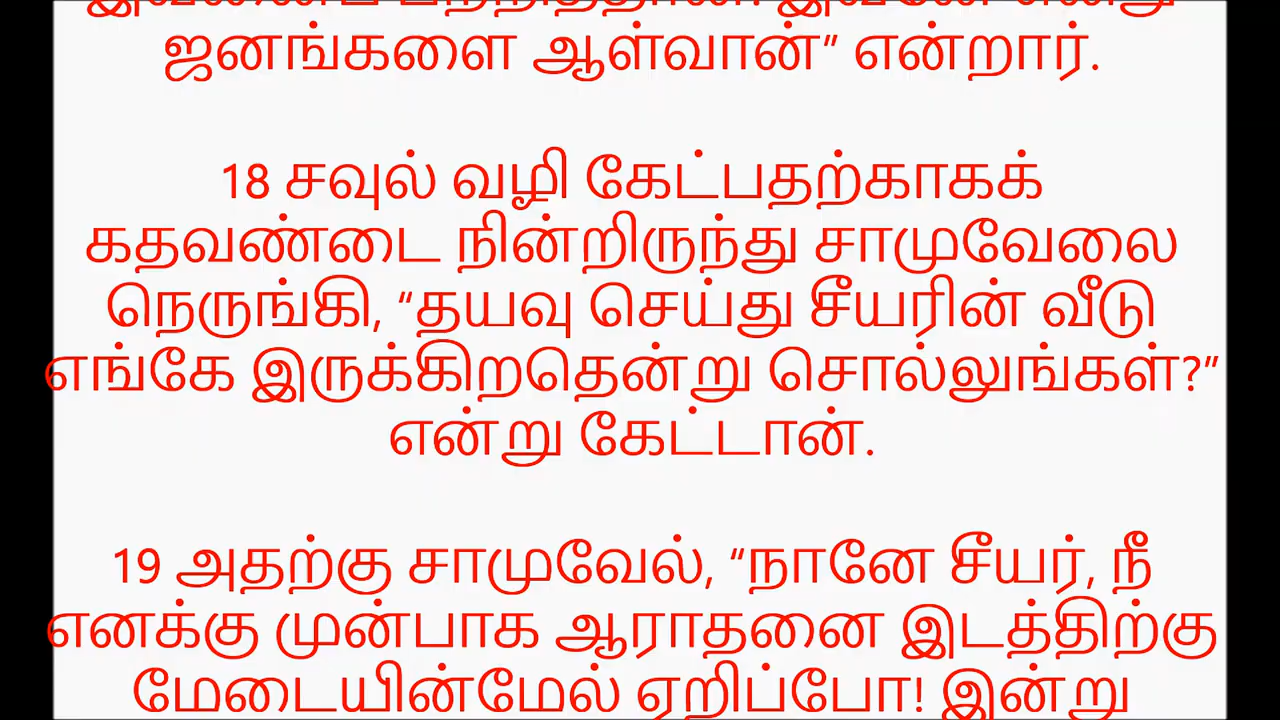 ஜனங்களை ஆள்வான்” என்றார்.
18 சவுல் வழி கேட்பதற்காகக்
கதவண்டை நின்றிருந்து சாமுவேலை
நெருங்கி, “தயவு செய்து சீயரின் வீடு
எங்கே இருக்கிறதென்று சொல்லுங்கள்?”
என்று கேட்டான்.
19 அதற்கு சாமுவேல், “நானே சீயர், நீ
எனக்கு முன்பாக ஆராதனை இடத்திற்கு
மேடையின்மேல் ஏறிப்போ! இன்று